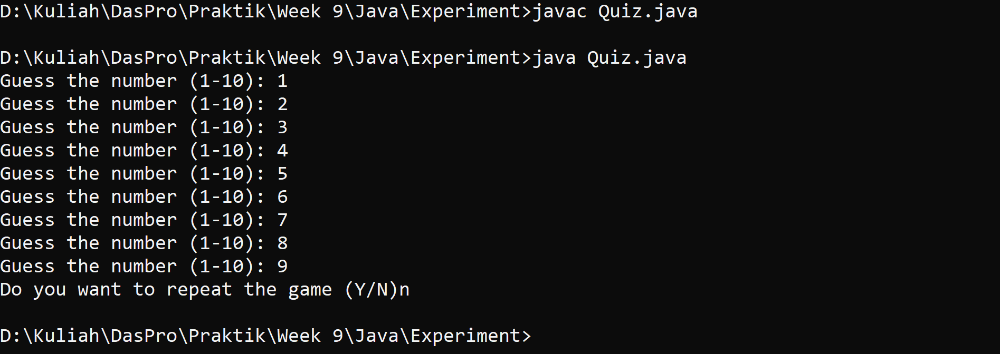 D:\Kuliah\DasPro\Praktik\Week 9\Java\Experiment>javac Quiz.java
D:\Kuliah\DasPro\Praktik\Week 9\Java\Experiment>java Quiz.java
Guess the number (1-10): 1
Guess the number (1-10): 2
Guess the number (1-10): 3
Guess the number (1-10): 4
Guess the number (1-10): 5
Guess the number (1-10): 6
Guess the number (1-10): 7
Guess the number (1-10): 8
Guess the number (1-10): 9
Do you want to repeat the game (Y/N)n
D:\Kuliah\DasPro\Praktik\Week 9\Java\Experiment>